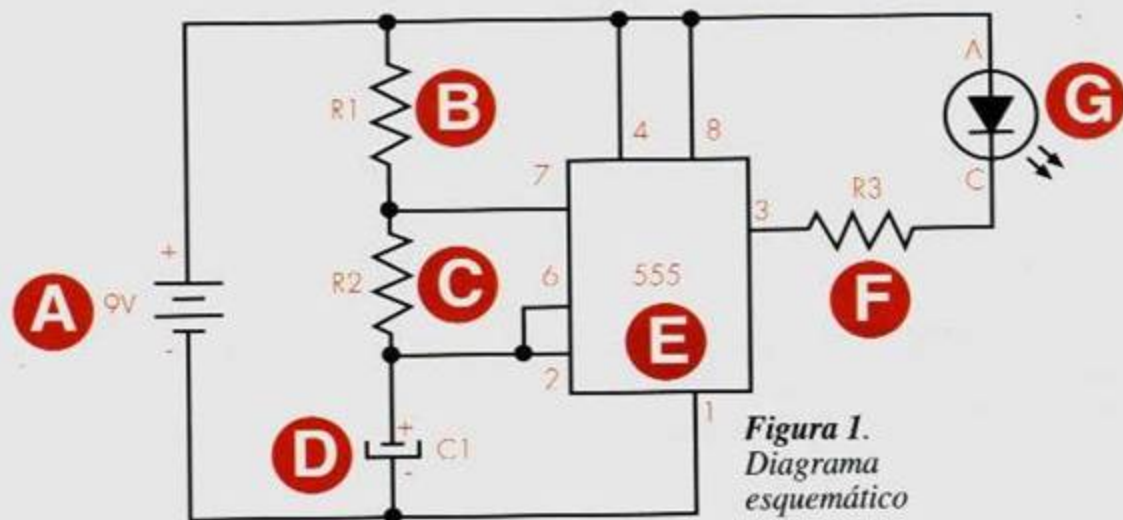 A
4
8
G
R1
B
7
3
R3
C
+
A
9V
-
R2
C
6
555
F
E
2
1
D
+
C1
-
Figura 1.
Diagrama
esquemático